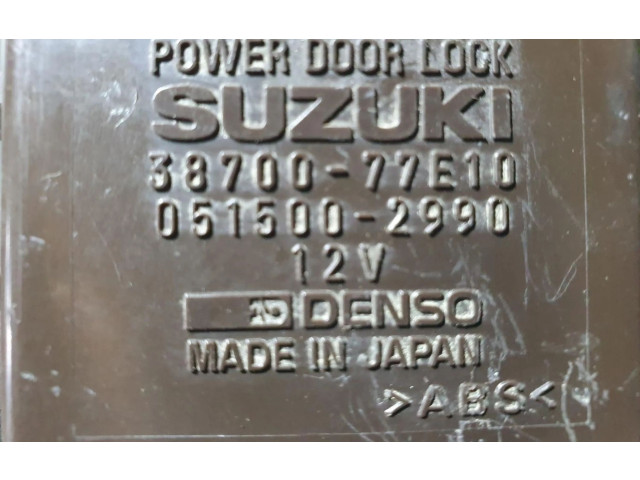 POWER DOOR LOCK
SUZUKI
38700-77E10
051500-2990
12V
DENSO
MADE IN JAPAN
>ABS<